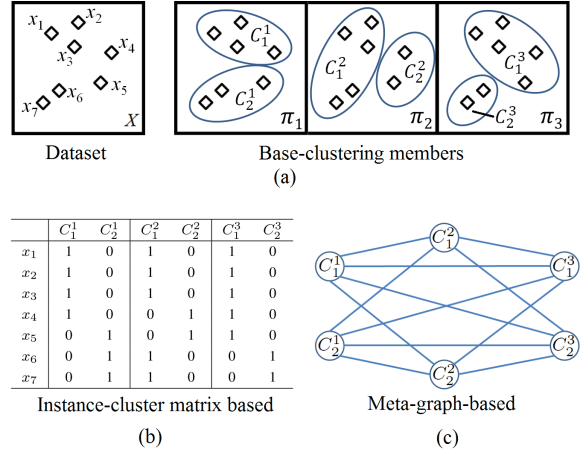 x₁ x₂ x₃ x₄ x₅ x₆ x₇ X
C₁¹ C₂¹ π₁
C₁² C₂² π₂
C₁³ C₂³ π₃
Dataset Base-clustering members
(a)
C₁¹ C₂¹ C₁² C₂² C₁³ C₂³
x₁ 1 0 1 0 1 0
x₂ 1 0 1 0 1 0
x₃ 1 0 1 0 1 0
x₄ 1 0 0 1 1 0
x₅ 0 1 0 1 1 0
x₆ 0 1 1 0 0 1
x₇ 0 1 1 0 0 1
Instance-cluster matrix based
(b)
C₁²
C₁¹ C₁³
C₂¹ C₂³
C₂²
Meta-graph-based
(c)